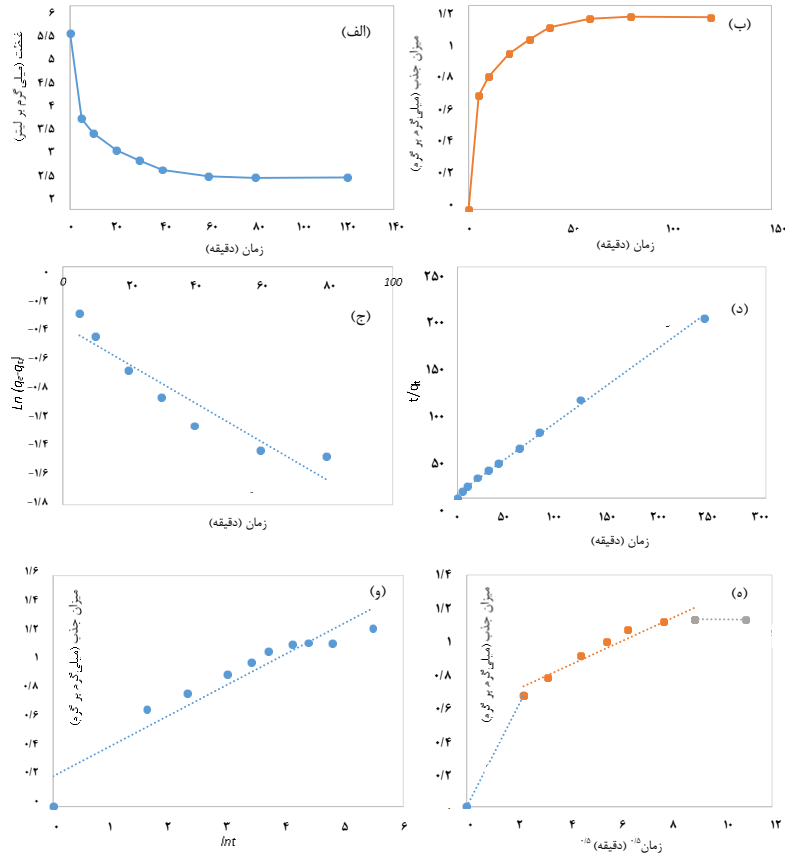 (الف)
غلظت (میلی‌گرم بر لیتر)
۶
۵/۵
۵
۴/۵
۴
۳/۵
۳
۲/۵
۲
۰ ۲۰ ۴۰ ۶۰ ۸۰ ۱۰۰ ۱۲۰ ۱۴۰
زمان (دقیقه)
(ب)
میزان جذب (میلی‌گرم بر گرم)
۱/۲
۱
۰/۸
۰/۶
۰/۴
۰/۲
۰
۰ ۵۰ ۱۰۰ ۱۵۰
زمان (دقیقه)
(ج)
Ln (qe-qt)
0 ۲۰ ۴۰ ۶۰ ۸۰ 100
۰
-۰/۲
-۰/۴
-۰/۶
-۰/۸
-۱/۲
-۱/۴
-۱/۶
-۱/۸
زمان (دقیقه)
(د)
t/qt
۲۵۰
۲۰۰
۱۵۰
۱۰۰
۵۰
۰
۰ ۵۰ ۱۰۰ ۱۵۰ ۲۰۰ ۲۵۰ ۳۰۰
زمان (دقیقه)
(و)
میزان جذب (میلی‌گرم بر گرم)
۱/۶
۱/۴
۱/۲
۱
۰/۸
۰/۶
۰/۴
۰/۲
۰
۰ ۱ ۲ ۳ ۴ ۵ ۶
lnt
(ه)
میزان جذب (میلی‌گرم بر گرم)
۱/۴
۱/۲
۱
۰/۸
۰/۶
۰/۴
۰/۲
۰
۰ ۲ ۴ ۶ ۸ ۱۰ ۱۲
زمان۰/۵ (دقیقه) ۰/۵